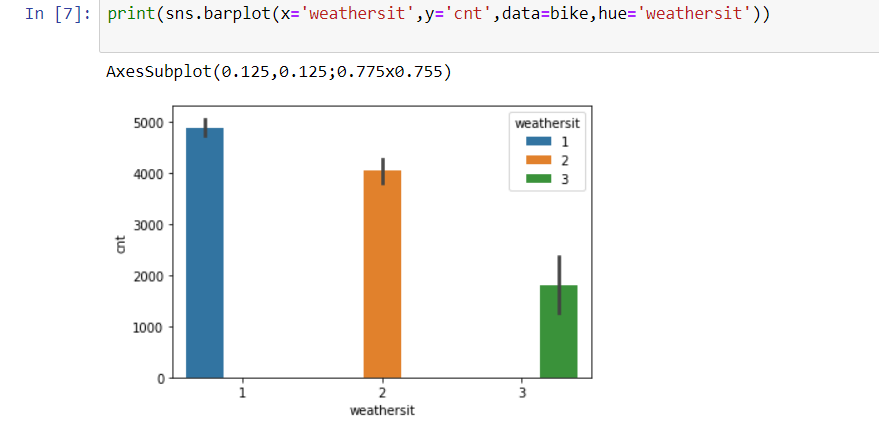 In [7]: print(sns.barplot(x='weathersit',y='cnt',data=bike,hue='weathersit'))
AxesSubplot(0.125,0.125;0.775x0.755)
weathersit
1
2
3
5000
4000
3000
2000
1000
0
cnt
1 2 3
weathersit